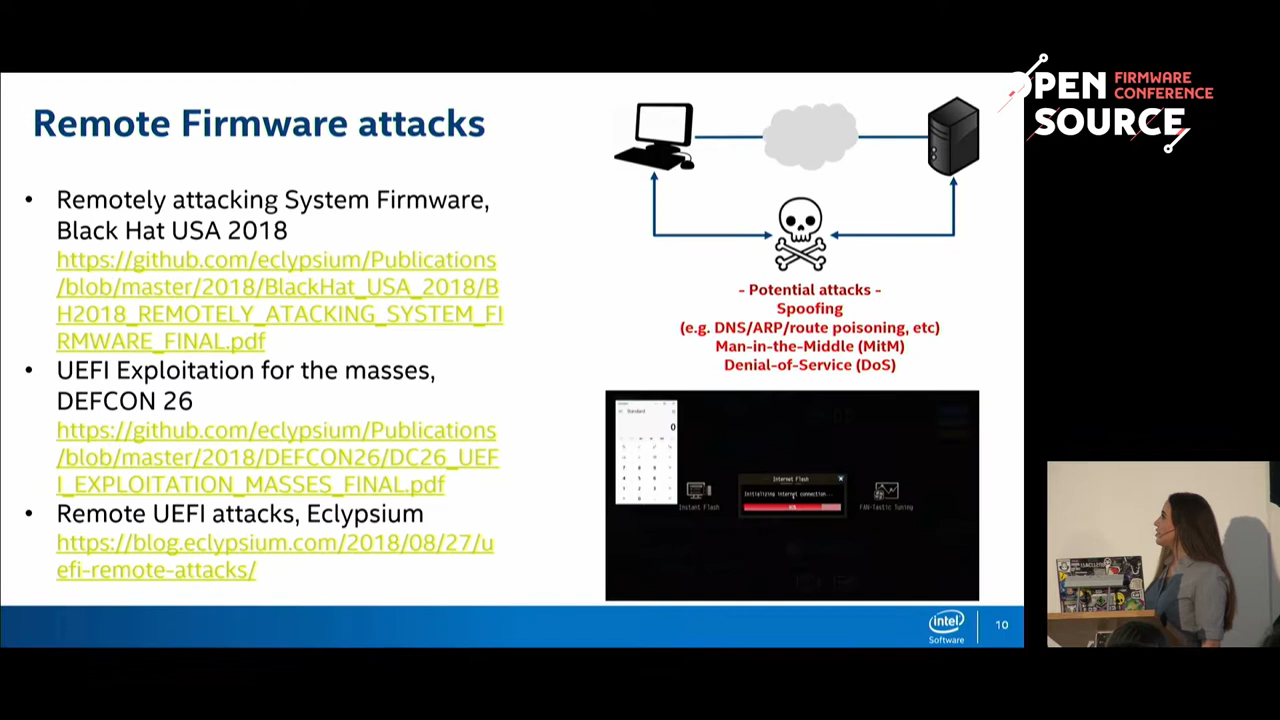 OPEN
FIRMWARE
CONFERENCE
SOURCE
Remote Firmware attacks
• Remotely attacking System Firmware,
Black Hat USA 2018
https://github.com/eclypsium/Publications
/blob/master/2018/BlackHat_USA_2018/B
H2018_REMOTELY_ATACKING_SYSTEM_FI
RMWARE_FINAL.pdf
• UEFI Exploitation for the masses,
DEFCON 26
https://github.com/eclypsium/Publications
/blob/master/2018/DEFCON26/DC26_UEF
I_EXPLOITATION_MASSES_FINAL.pdf
• Remote UEFI attacks, Eclypsium
https://blog.eclypsium.com/2018/08/27/u
efi-remote-attacks/
- Potential attacks -
Spoofing
(e.g. DNS/ARP/route poisoning, etc)
Man-in-the-Middle (MitM)
Denial-of-Service (DoS)
Standard
0
Internet Flash
Initializing internet connection...
Instant Flash
FAN-Tastic Tuning
intel
Software
10